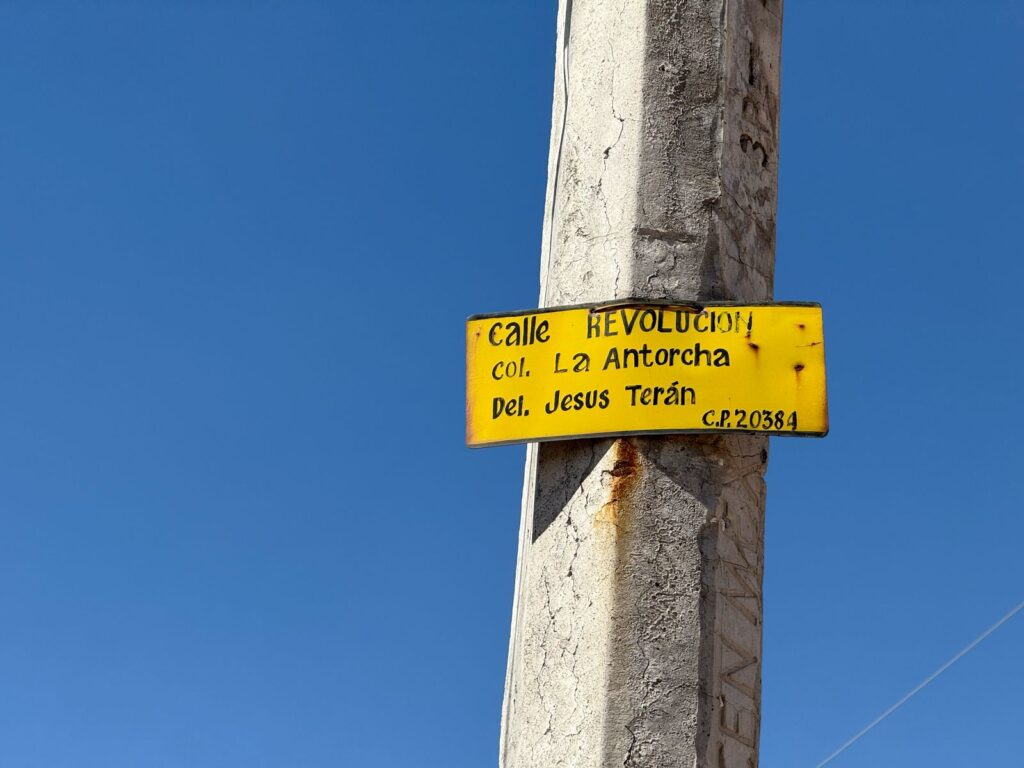 Calle REVOLUCION
Col. La Antorcha
Del. Jesus Terán
C.P. 20384